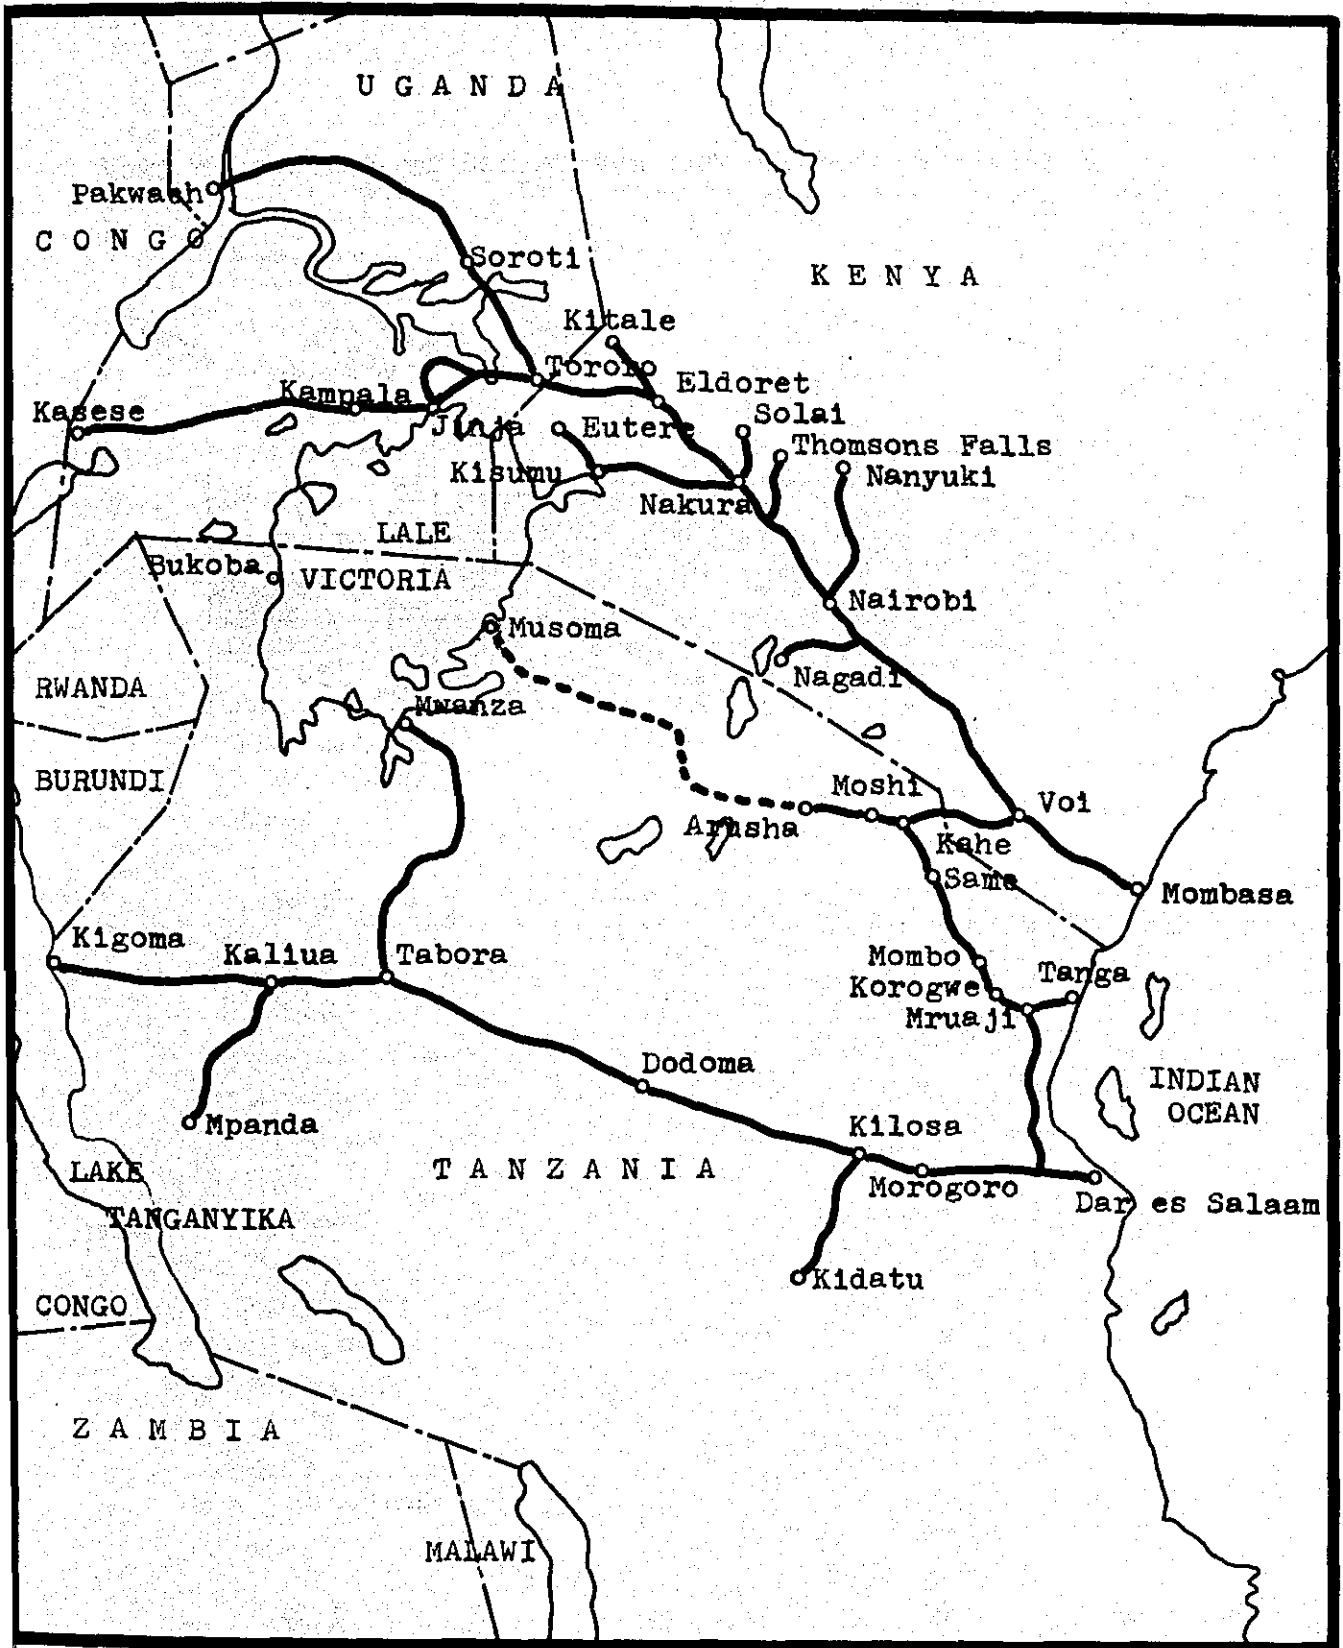 UGANDA
Pakwach
CONGO
Soroti
KENYA
Kitale
Tororo
Eldoret
Kampala
Solai
Kasese
Jinja
Eutere
Thomsons Falls
Kisumu
Nanyuki
Nakura
LALE
VICTORIA
Bukoba
Nairobi
Musoma
Nagadi
RWANDA
Mwanza
BURUNDI
Moshi
Voi
Arusha
Kahe
Same
Mombasa
Kigoma
Kaliua
Tabora
Mombo
Tanga
Korogwe
Mruaji
Dodoma
INDIAN
OCEAN
Mpanda
Kilosa
LAKE
TANGANYIKA
TANZANIA
Morogoro
Dar es Salaam
Kidatu
CONGO
ZAMBIA
MALAWI